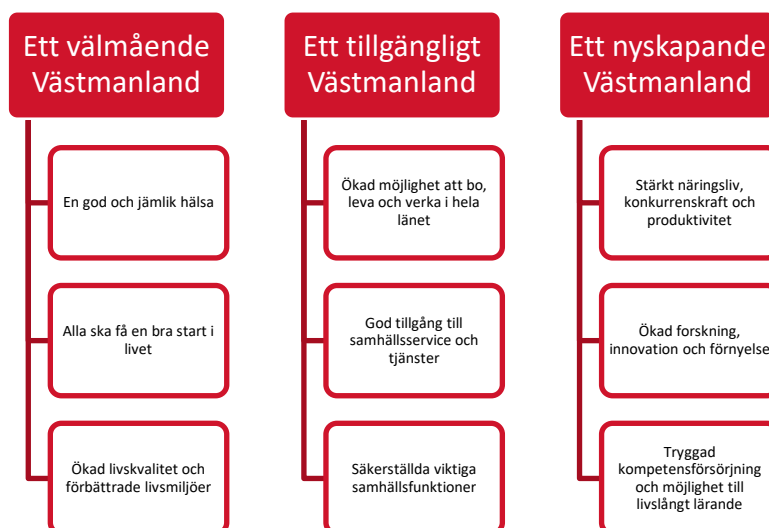 Ett välmående
Västmanland
En god och jämlik hälsa
Alla ska få en bra start i
livet
Ökad livskvalitet och
förbättrade livsmiljöer
Ett tillgängligt
Västmanland
Ökad möjlighet att bo,
leva och verka i hela
länet
God tillgång till
samhällsservice och
tjänster
Säkerställda viktiga
samhällsfunktioner
Ett nyskapande
Västmanland
Stärkt näringsliv,
konkurrenskraft och
produktivitet
Ökad forskning,
innovation och förnyelse
Tryggad
kompetensförsörjning
och möjlighet till
livslångt lärande